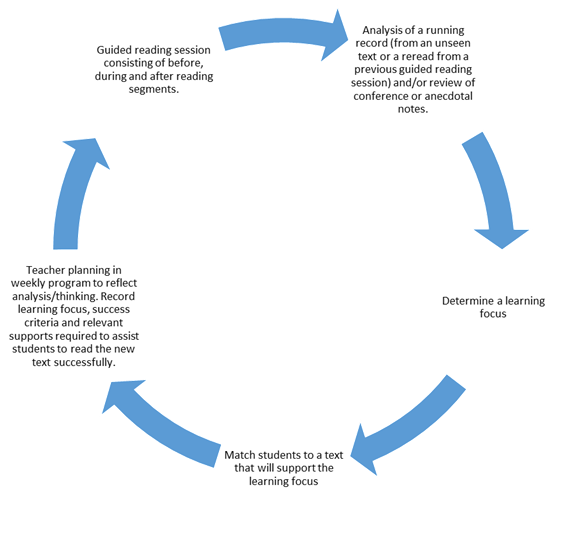 Guided reading session
consisting of before,
during and after reading
segments.
Analysis of a running
record (from an unseen
text or a reread from a
previous guided reading
session) and/or review of
conference or anecdotal
notes.
Determine a learning
focus
Match students to a text
that will support the
learning focus
Teacher planning in
weekly program to reflect
analysis/thinking. Record
learning focus, success
criteria and relevant
supports required to assist
students to read the new
text successfully.